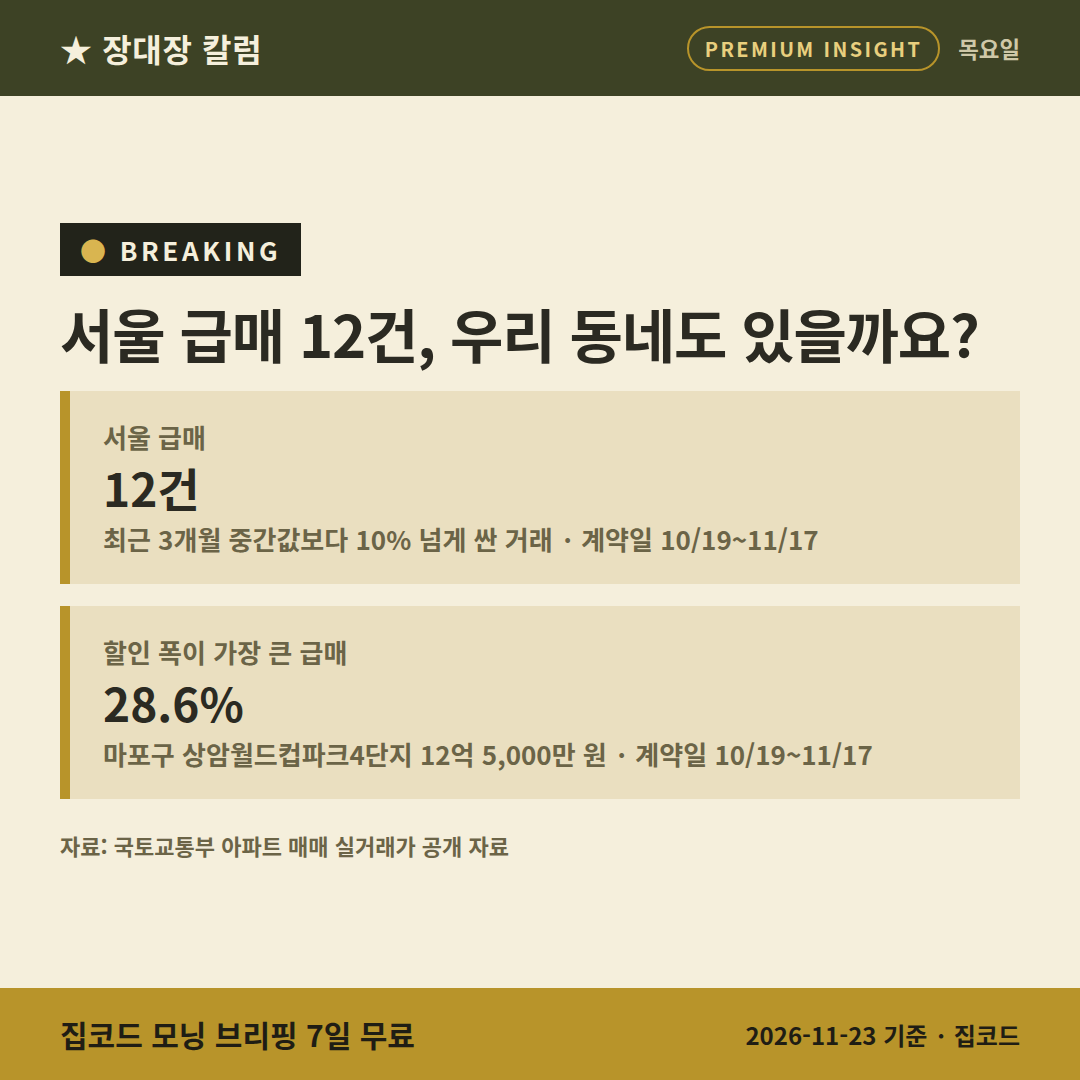 ★ 장대장 칼럼
PREMIUM INSIGHT 목요일
BREAKING
서울 급매 12건, 우리 동네도 있을까요?
서울 급매
12건
최근 3개월 중간값보다 10% 넘게 싼 거래 · 계약일 10/19~11/17
할인 폭이 가장 큰 급매
28.6%
마포구 상암월드컵파크4단지 12억 5,000만 원 · 계약일 10/19~11/17
자료: 국토교통부 아파트 매매 실거래가 공개 자료
집코드 모닝 브리핑 7일 무료
2026-11-23 기준 · 집코드